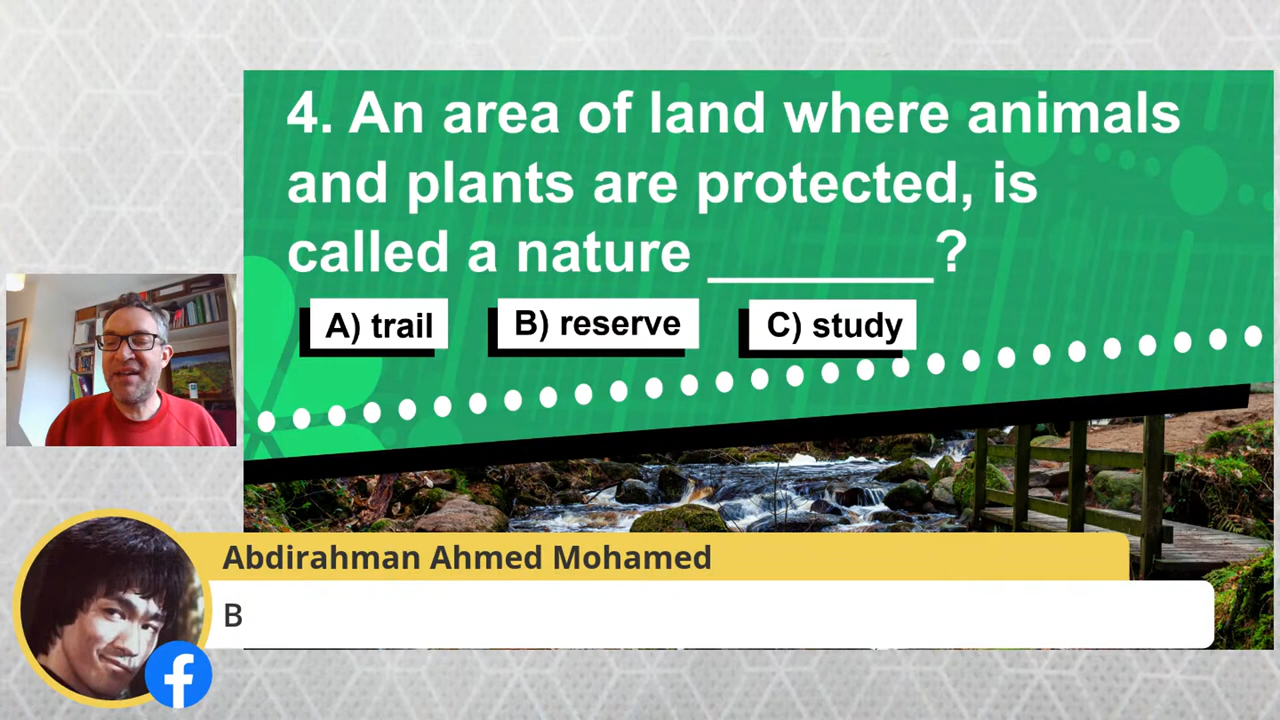 4. An area of land where animals
and plants are protected, is
called a nature _______?
A) trail B) reserve C) study
Abdirahman Ahmed Mohamed
B